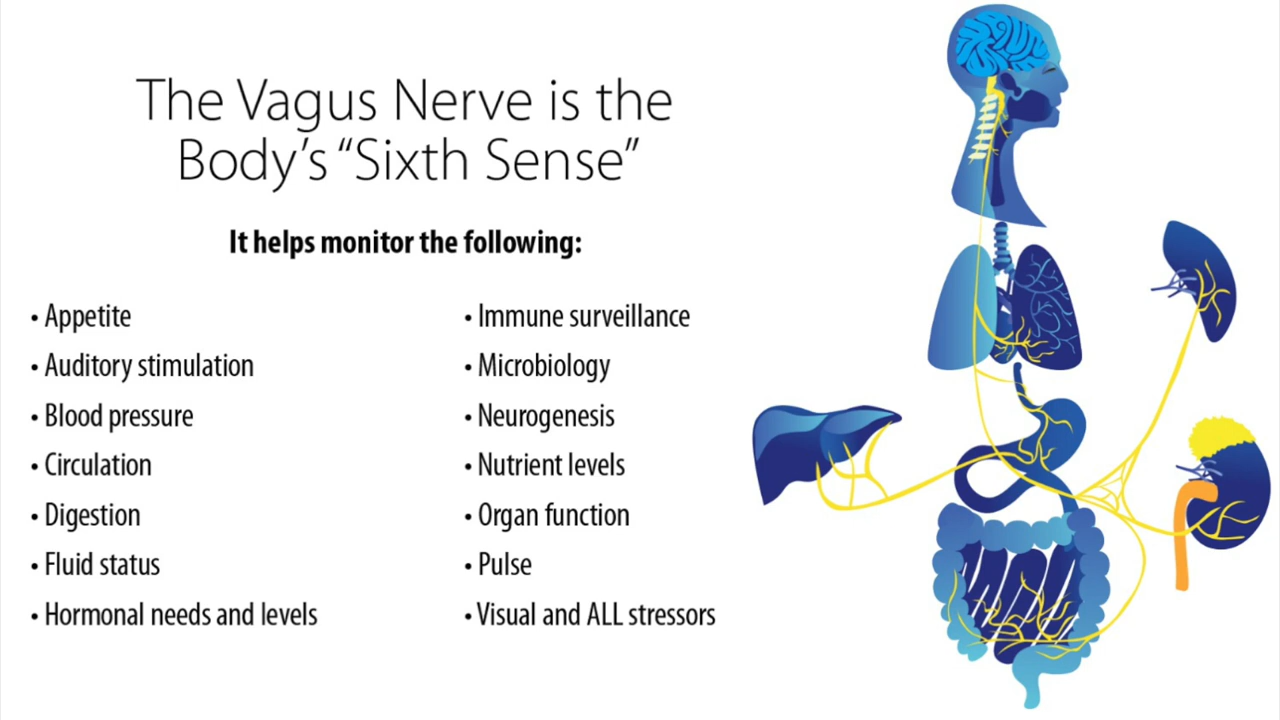 The Vagus Nerve is the
Body’s “Sixth Sense”
It helps monitor the following:
• Appetite
• Auditory stimulation
• Blood pressure
• Circulation
• Digestion
• Fluid status
• Hormonal needs and levels
• Immune surveillance
• Microbiology
• Neurogenesis
• Nutrient levels
• Organ function
• Pulse
• Visual and ALL stressors